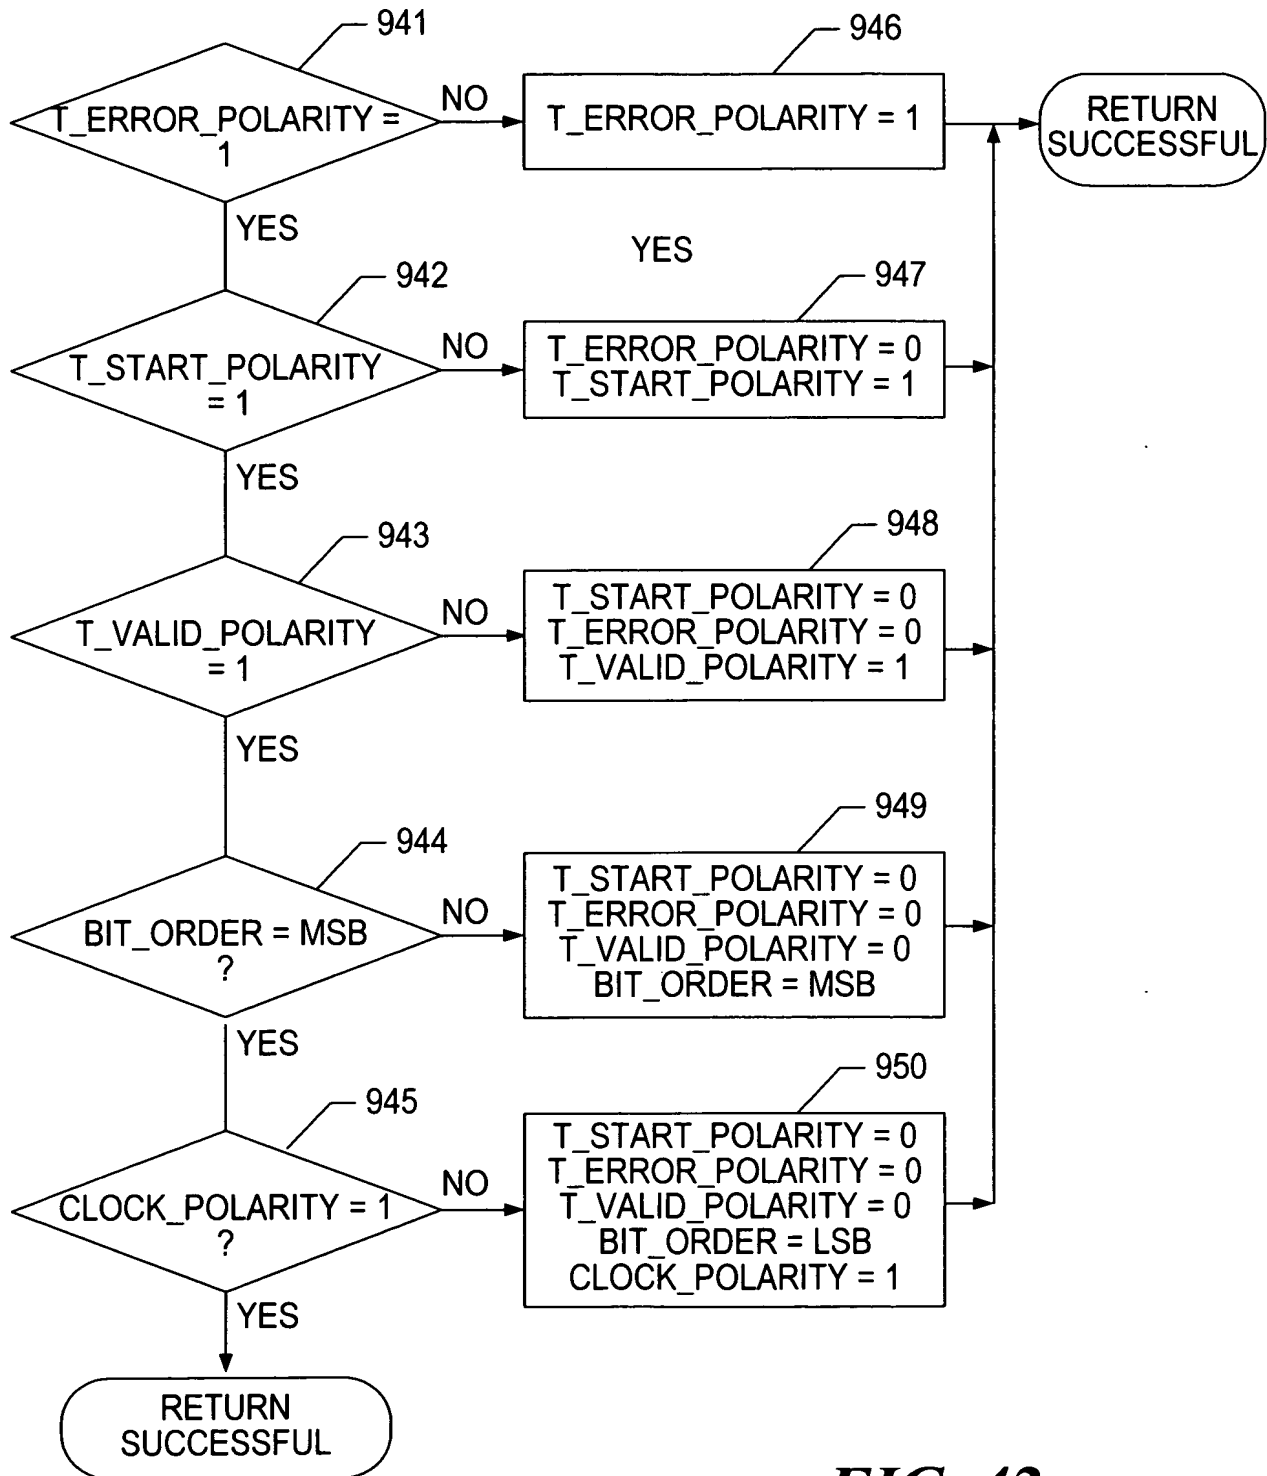 941
T_ERROR_POLARITY =
1
NO
946
T_ERROR_POLARITY = 1
RETURN
SUCCESSFUL
YES
YES
942
T_START_POLARITY
= 1
NO
947
T_ERROR_POLARITY = 0
T_START_POLARITY = 1
YES
943
T_VALID_POLARITY
= 1
NO
948
T_START_POLARITY = 0
T_ERROR_POLARITY = 0
T_VALID_POLARITY = 1
YES
944
BIT_ORDER = MSB
?
NO
949
T_START_POLARITY = 0
T_ERROR_POLARITY = 0
T_VALID_POLARITY = 0
BIT_ORDER = MSB
YES
945
CLOCK_POLARITY = 1
?
NO
950
T_START_POLARITY = 0
T_ERROR_POLARITY = 0
T_VALID_POLARITY = 0
BIT_ORDER = LSB
CLOCK_POLARITY = 1
YES
RETURN
SUCCESSFUL